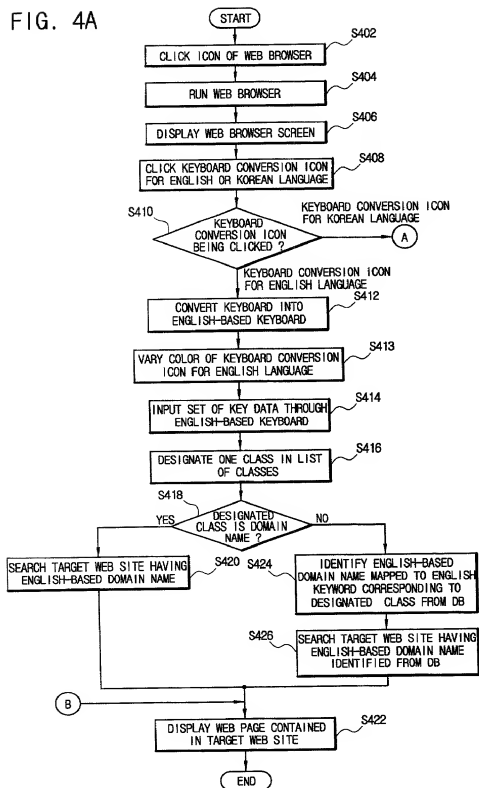 FIG. 4A
START
S402
CLICK ICON OF WEB BROWSER
S404
RUN WEB BROWSER
S406
DISPLAY WEB BROWSER SCREEN
S408
CLICK KEYBOARD CONVERSION ICON
FOR ENGLISH OR KOREAN LANGUAGE
S410
KEYBOARD
CONVERSION ICON
BEING CLICKED ?
KEYBOARD CONVERSION ICON
FOR KOREAN LANGUAGE
A
KEYBOARD CONVERSION ICON
FOR ENGLISH LANGUAGE
S412
CONVERT KEYBOARD INTO
ENGLISH-BASED KEYBOARD
S413
VARY COLOR OF KEYBOARD CONVERSION
ICON FOR ENGLISH LANGUAGE
S414
INPUT SET OF KEY DATA THROUGH
ENGLISH-BASED KEYBOARD
S416
DESIGNATE ONE CLASS IN LIST
OF CLASSES
S418
DESIGNATED
CLASS IS DOMAIN
NAME ?
YES
NO
SEARCH TARGET WEB SITE HAVING
ENGLISH-BASED DOMAIN NAME
S420
S424
IDENTIFY ENGLISH-BASED
DOMAIN NAME MAPPED TO ENGLISH
KEYWORD CORRESPONDING TO
DESIGNATED CLASS FROM DB
S426
SEARCH TARGET WEB SITE HAVING
ENGLISH-BASED DOMAIN NAME
IDENTIFIED FROM DB
B
S422
DISPLAY WEB PAGE CONTAINED
IN TARGET WEB SITE
END